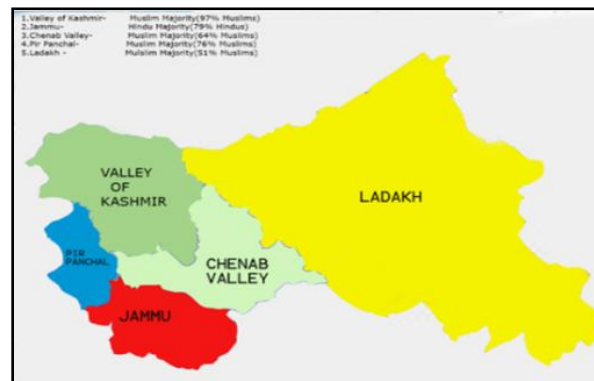 1.Valley of Kashmir- Muslim Majority(97% Muslims)
2.Jammu- Hindu Majority(79% Hindus)
3.Chenab Valley- Muslim Majority(64% Muslims)
4.Pir Panchal- Muslim Majority(76% Muslims)
5.Ladakh - Mulslim Majority(51% Muslims)
VALLEY
OF
KASHMIR
LADAKH
PIR
PANCHAL
CHENAB
VALLEY
JAMMU